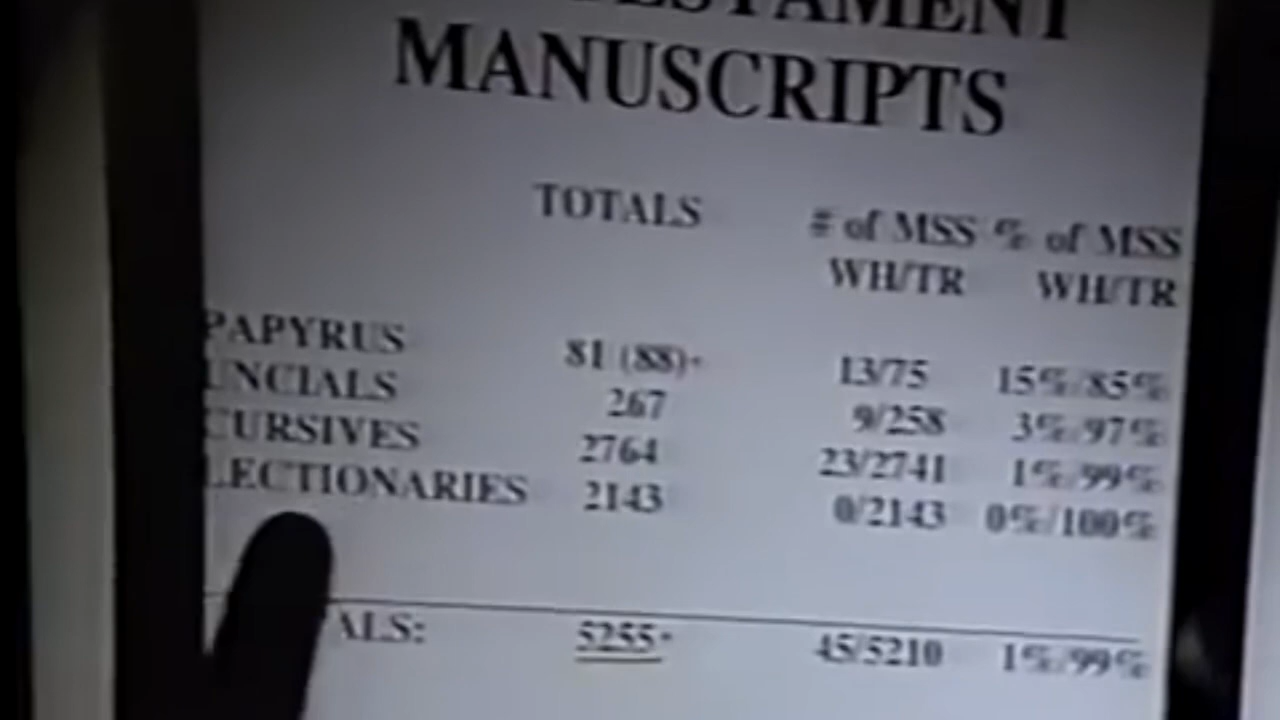 TESTAMENT
MANUSCRIPTS
TOTALS # of MSS % of MSS
WH/TR WH/TR
PAPYRUS 81 (88)* 13/75 15%/85%
UNCIALS 267 9/258 3%/97%
CURSIVES 2764 23/2741 1%/99%
LECTIONARIES 2143 0/2143 0%/100%
ALS: 5255* 45/5210 1%/99%